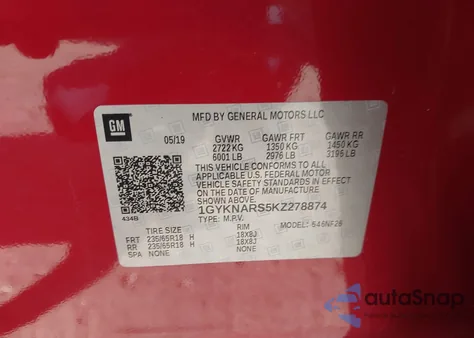 MFD BY GENERAL MOTORS LLC
GM
05/19
GVWR GAWR FRT GAWR RR
2722 KG 1350 KG 1450 KG
6001 LB 2976 LB 3196 LB
THIS VEHICLE CONFORMS TO ALL
APPLICABLE U.S. FEDERAL MOTOR
VEHICLE SAFETY STANDARDS IN EFFECT
ON THE DATE OF MANUFACTURE
SHOWN ABOVE.
1GYKNARS5KZ278874
TYPE: M.P.V. MODEL: 646NF26
434B
TIRE SIZE RIM
FRT 235/65R18 H 18X8J
RR 235/65R18 H 18X8J
SPA NONE NONE
autoSnap